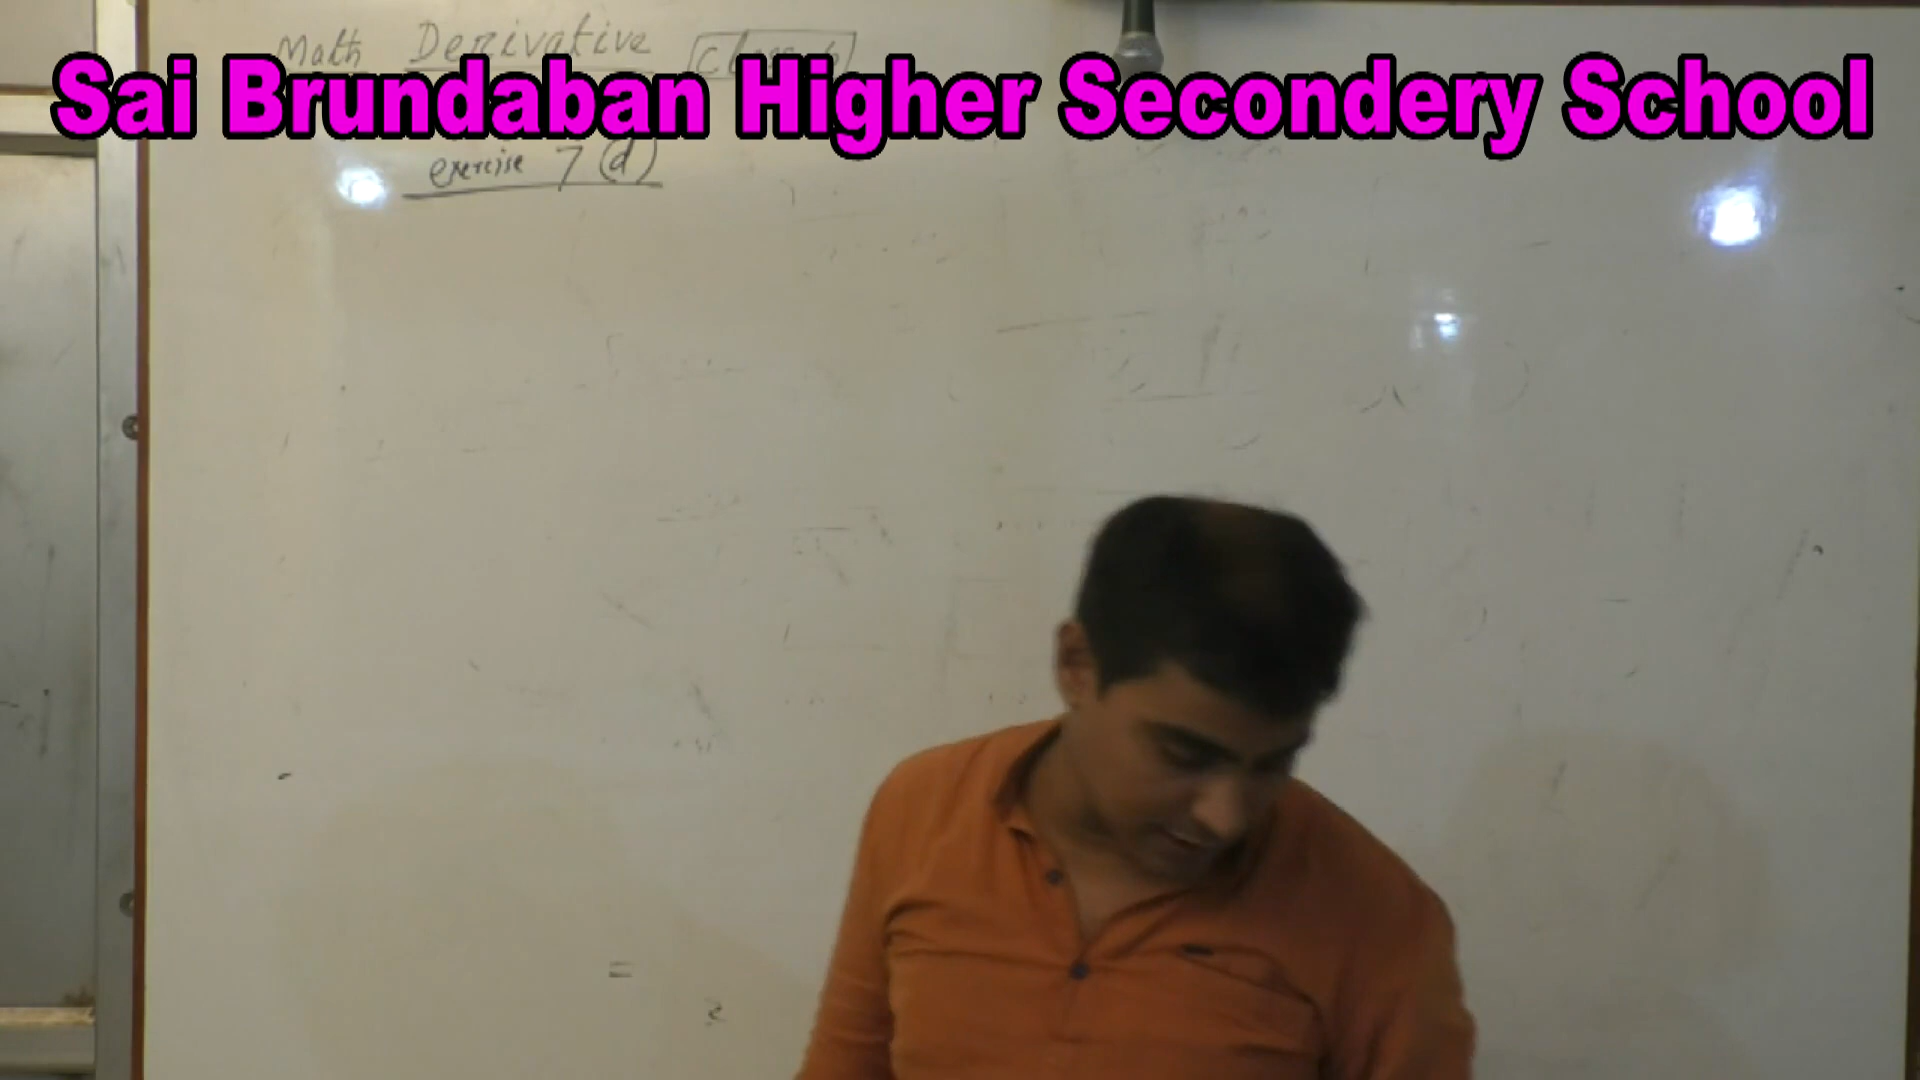 Math Derivative
Sai Brundaban Higher Secondery School
exercise 7 (d)
=